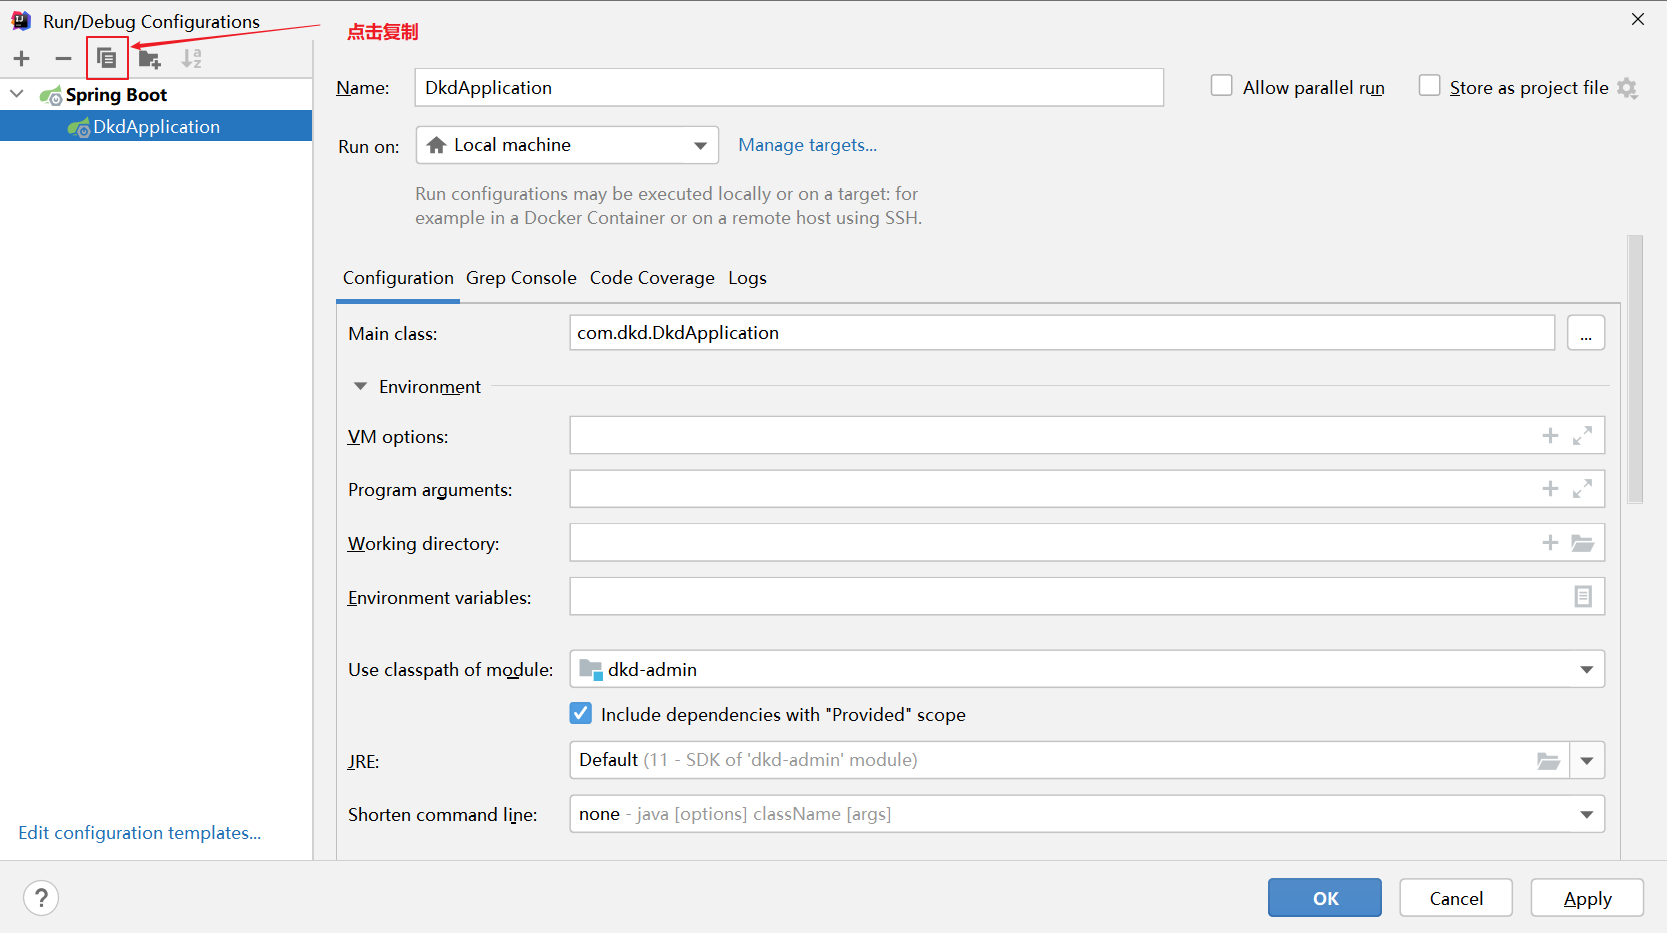 Run/Debug Configurations
点击复制
Spring Boot
DkdApplication
Edit configuration templates...
Name: DkdApplication Allow parallel run Store as project file
Run on: Local machine Manage targets...
Run configurations may be executed locally or on a target: for
example in a Docker Container or on a remote host using SSH.
Configuration Grep Console Code Coverage Logs
Main class: com.dkd.DkdApplication ...
Environment
VM options:
Program arguments:
Working directory:
Environment variables:
Use classpath of module: dkd-admin
Include dependencies with "Provided" scope
JRE: Default (11 - SDK of 'dkd-admin' module)
Shorten command line: none - java [options] className [args]
? OK Cancel Apply